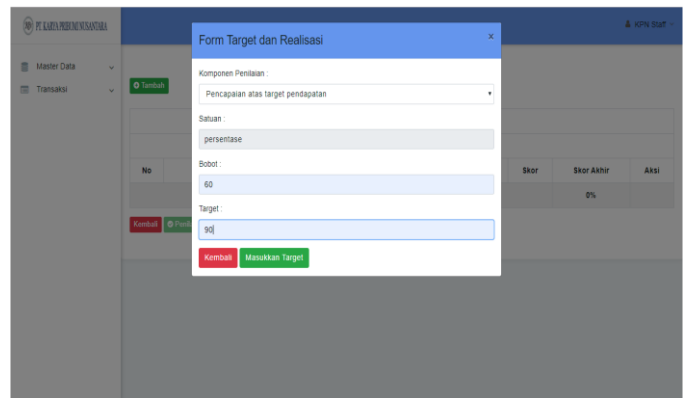 PT. KARYA PRIBUMI NUSANTARA
KPN Staff
Master Data
Transaksi
Tambah
Form Target dan Realisasi
x
Komponen Penilaian :
Pencapaian atas target pendapatan
Satuan :
persentase
Bobot :
60
Target :
90
Kembali Masukkan Target
No Skor Skor Akhir Aksi
0%
Kembali